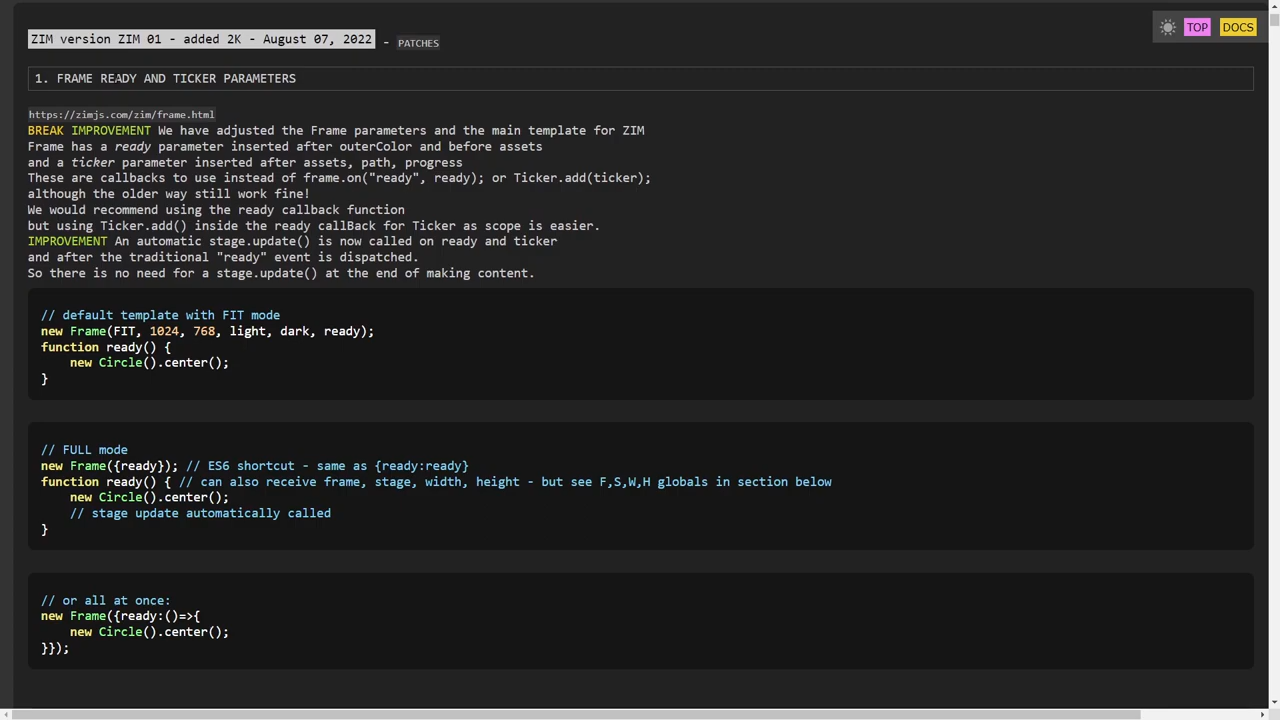 ZIM version ZIM 01 - added 2K - August 07, 2022 - PATCHES
TOP DOCS
1. FRAME READY AND TICKER PARAMETERS
https://zimjs.com/zim/frame.html
BREAK IMPROVEMENT We have adjusted the Frame parameters and the main template for ZIM
Frame has a ready parameter inserted after outerColor and before assets
and a ticker parameter inserted after assets, path, progress
These are callbacks to use instead of frame.on("ready", ready); or Ticker.add(ticker);
although the older way still work fine!
We would recommend using the ready callback function
but using Ticker.add() inside the ready callBack for Ticker as scope is easier.
IMPROVEMENT An automatic stage.update() is now called on ready and ticker
and after the traditional "ready" event is dispatched.
So there is no need for a stage.update() at the end of making content.
// default template with FIT mode
new Frame(FIT, 1024, 768, light, dark, ready);
function ready() {
    new Circle().center();
}
// FULL mode
new Frame({ready}); // ES6 shortcut - same as {ready:ready}
function ready() { // can also receive frame, stage, width, height - but see F,S,W,H globals in section below
    new Circle().center();
    // stage update automatically called
}
// or all at once:
new Frame({ready:()=>{
    new Circle().center();
}});